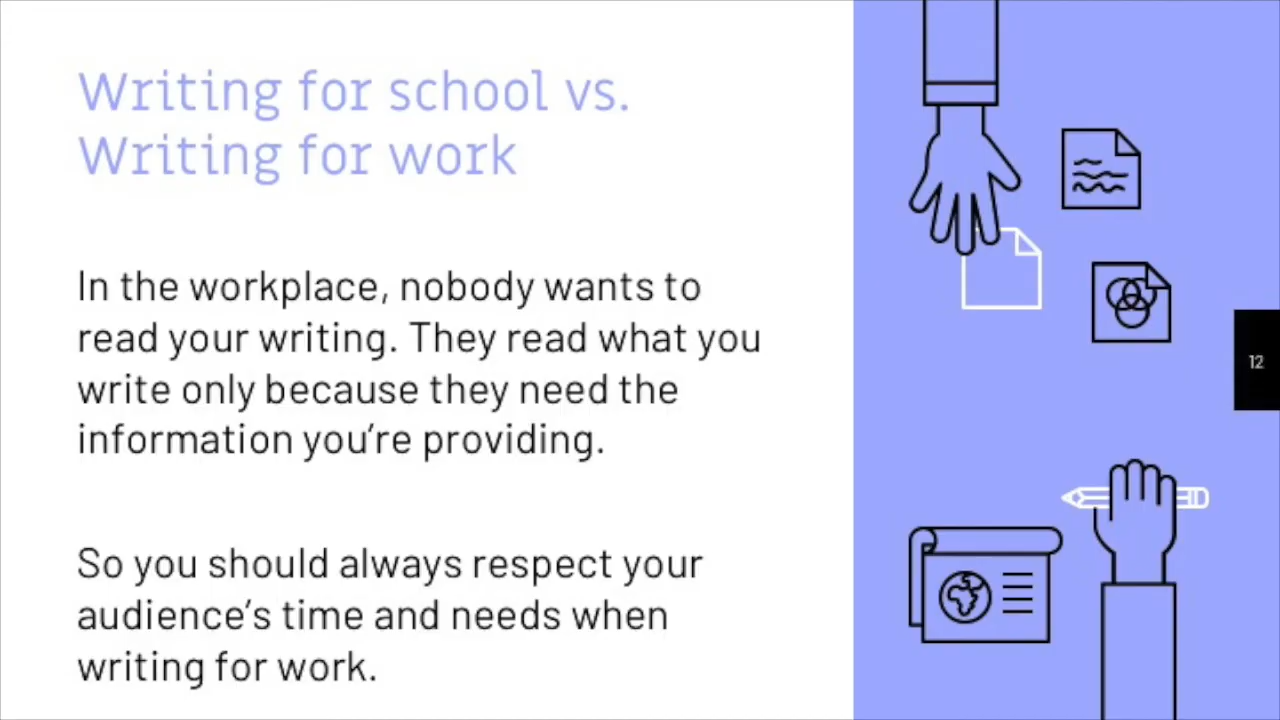 Writing for school vs.
Writing for work
In the workplace, nobody wants to
read your writing. They read what you
write only because they need the
information you’re providing.
So you should always respect your
audience’s time and needs when
writing for work.
12